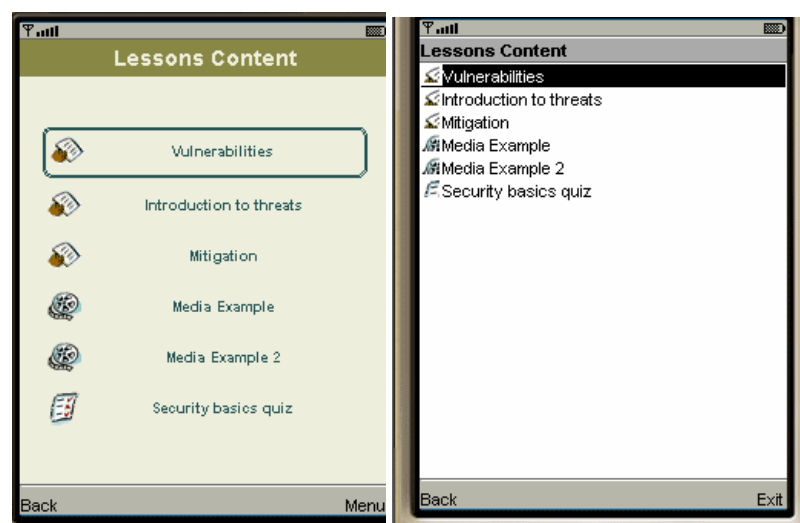 Lessons Content
Vulnerabilities
Introduction to threats
Mitigation
Media Example
Media Example 2
Security basics quiz
Back Menu
Lessons Content
Vulnerabilities
Introduction to threats
Mitigation
Media Example
Media Example 2
Security basics quiz
Back Exit